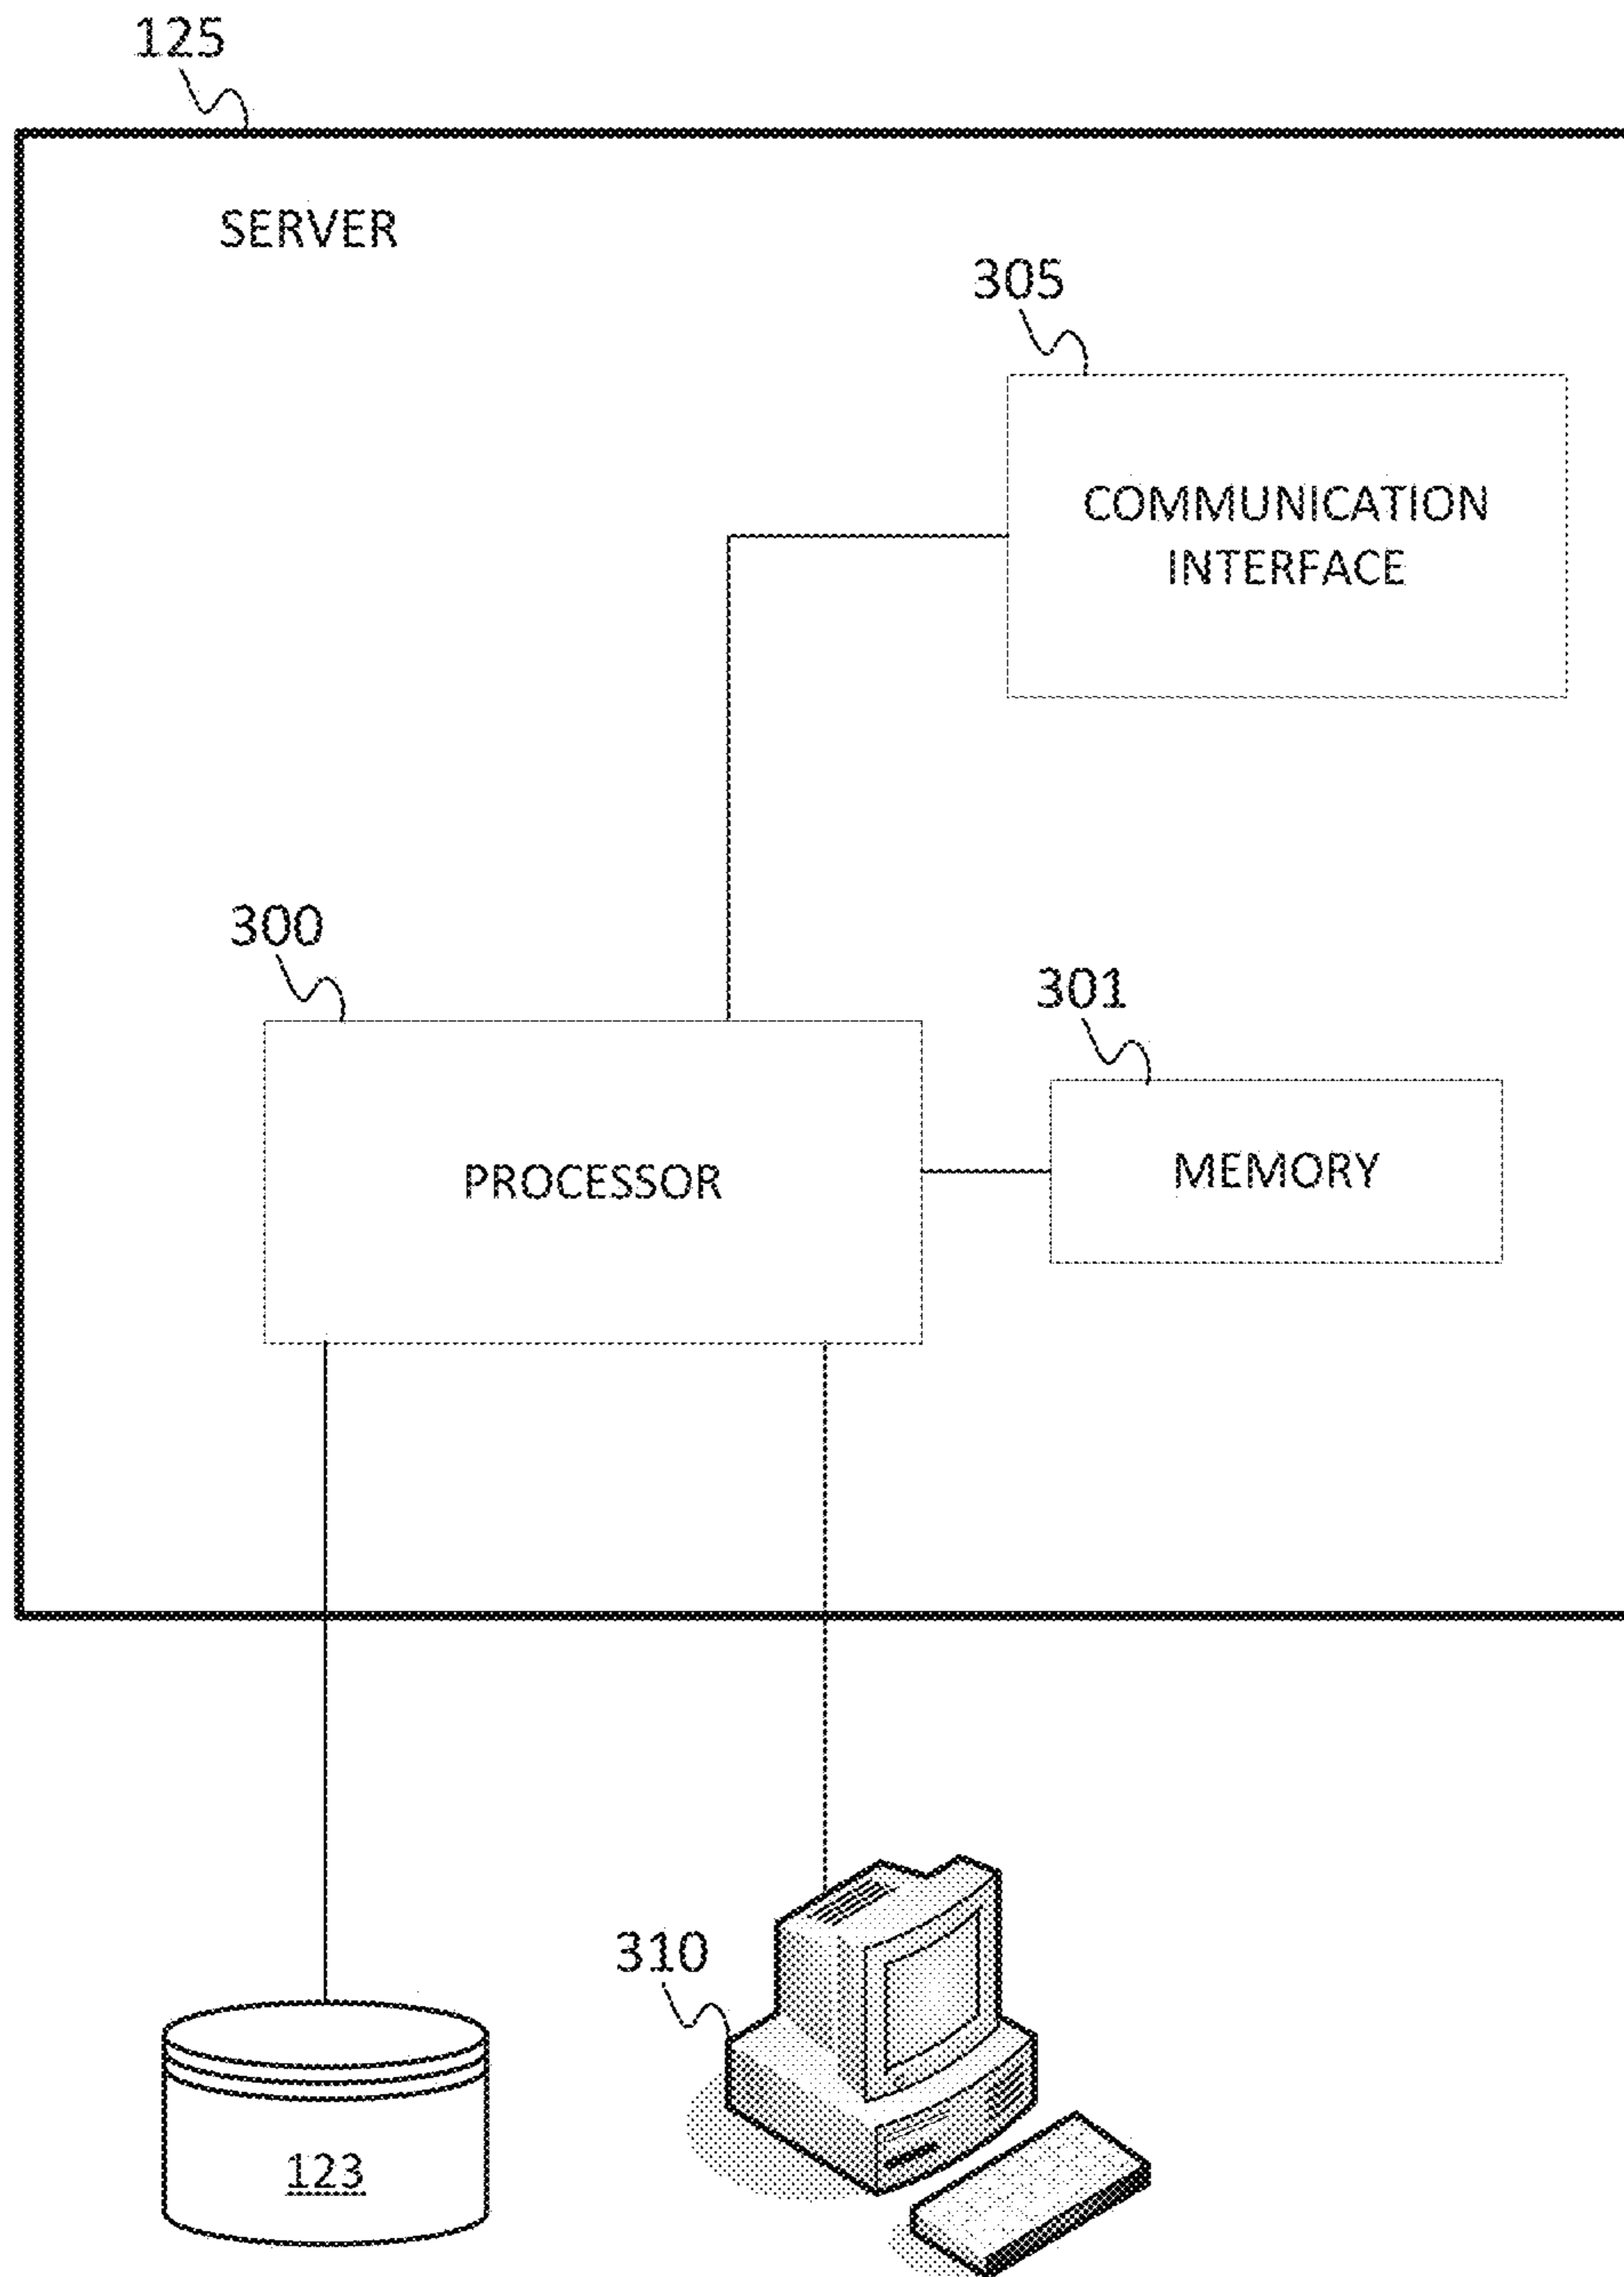 125
SERVER
305
COMMUNICATION
INTERFACE
300
301
PROCESSOR
MEMORY
310
123